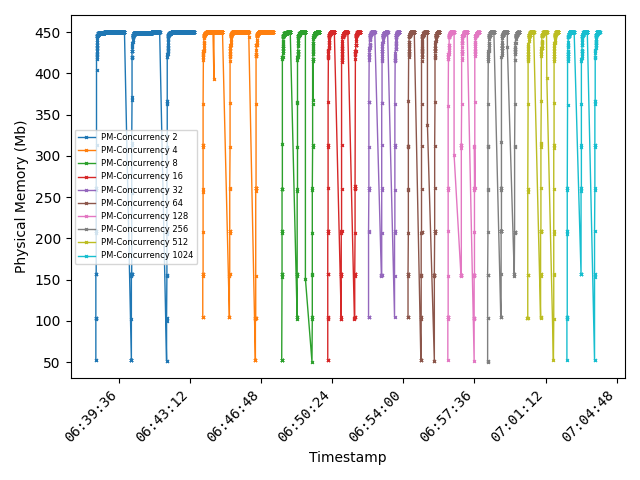 450
400
350
300
250
200
150
100
50
Physical Memory (Mb)
PM-Concurrency 2
PM-Concurrency 4
PM-Concurrency 8
PM-Concurrency 16
PM-Concurrency 32
PM-Concurrency 64
PM-Concurrency 128
PM-Concurrency 256
PM-Concurrency 512
PM-Concurrency 1024
06:39:36
06:43:12
06:46:48
06:50:24
06:54:00
06:57:36
07:01:12
07:04:48
Timestamp